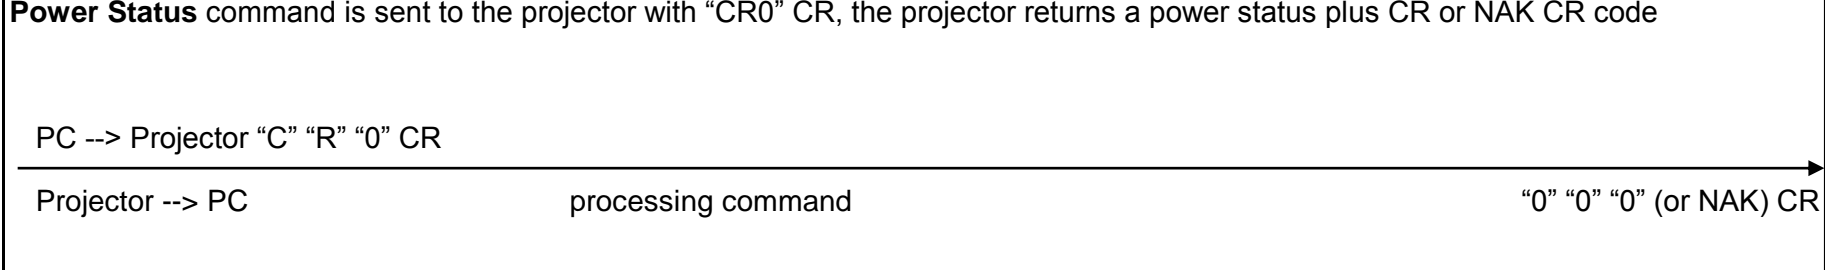 Power Status command is sent to the projector with “CR0” CR, the projector returns a power status plus CR or NAK CR code
PC --> Projector “C” “R” “0” CR
Projector --> PC processing command “0” “0” “0” (or NAK) CR